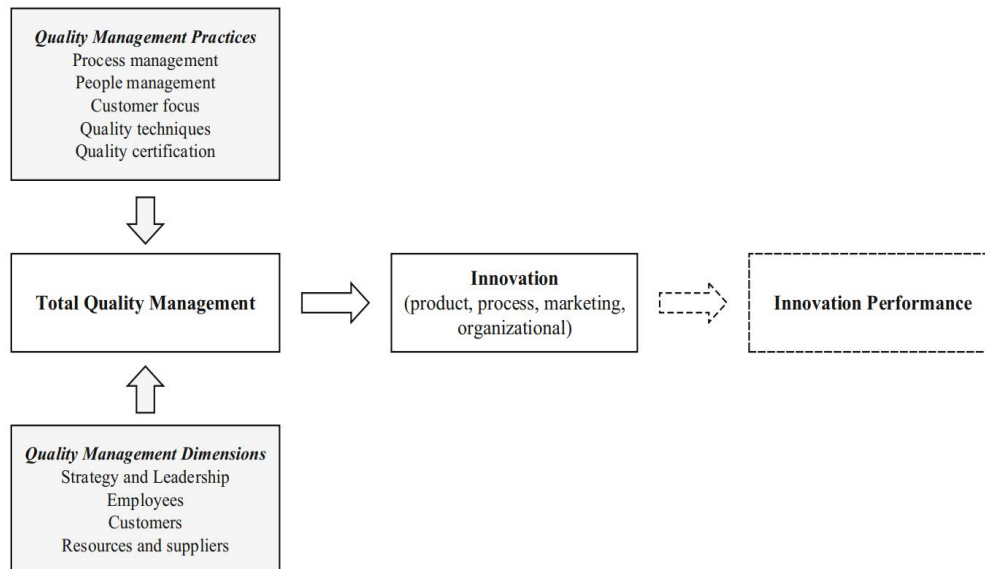 Quality Management Practices
Process management
People management
Customer focus
Quality techniques
Quality certification
Total Quality Management
Innovation
(product, process, marketing,
organizational)
Innovation Performance
Quality Management Dimensions
Strategy and Leadership
Employees
Customers
Resources and suppliers